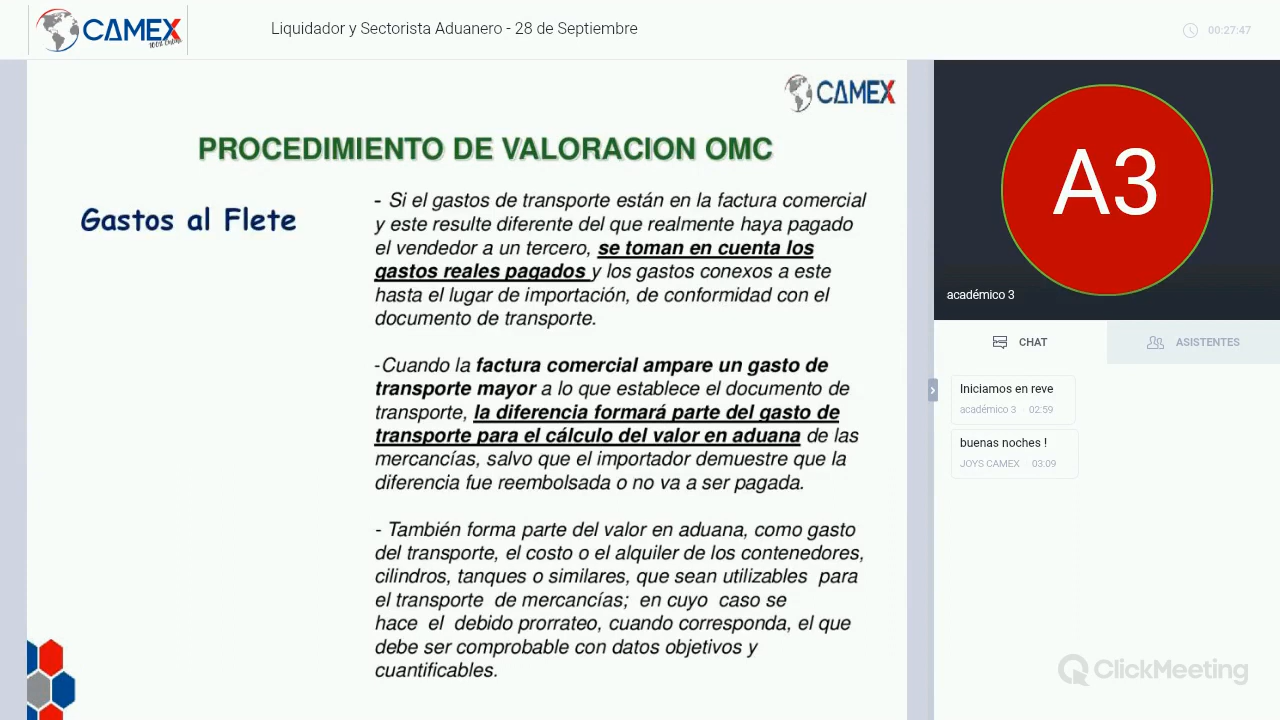 CAMEX
100% Online
Liquidador y Sectorista Aduanero - 28 de Septiembre
00:27:47
CAMEX
PROCEDIMIENTO DE VALORACION OMC
Gastos al Flete
- Si el gastos de transporte están en la factura comercial
y este resulte diferente del que realmente haya pagado
el vendedor a un tercero, se toman en cuenta los
gastos reales pagados y los gastos conexos a este
hasta el lugar de importación, de conformidad con el
documento de transporte.
-Cuando la factura comercial ampare un gasto de
transporte mayor a lo que establece el documento de
transporte, la diferencia formará parte del gasto de
transporte para el cálculo del valor en aduana de las
mercancías, salvo que el importador demuestre que la
diferencia fue reembolsada o no va a ser pagada.
- También forma parte del valor en aduana, como gasto
del transporte, el costo o el alquiler de los contenedores,
cilindros, tanques o similares, que sean utilizables para
el transporte de mercancías; en cuyo caso se
hace el debido prorrateo, cuando corresponda, el que
debe ser comprobable con datos objetivos y
cuantificables.
A3
académico 3
CHAT
ASISTENTES
Iniciamos en reve
académico 3 · 02:59
buenas noches !
JOYS CAMEX · 03:09
ClickMeeting